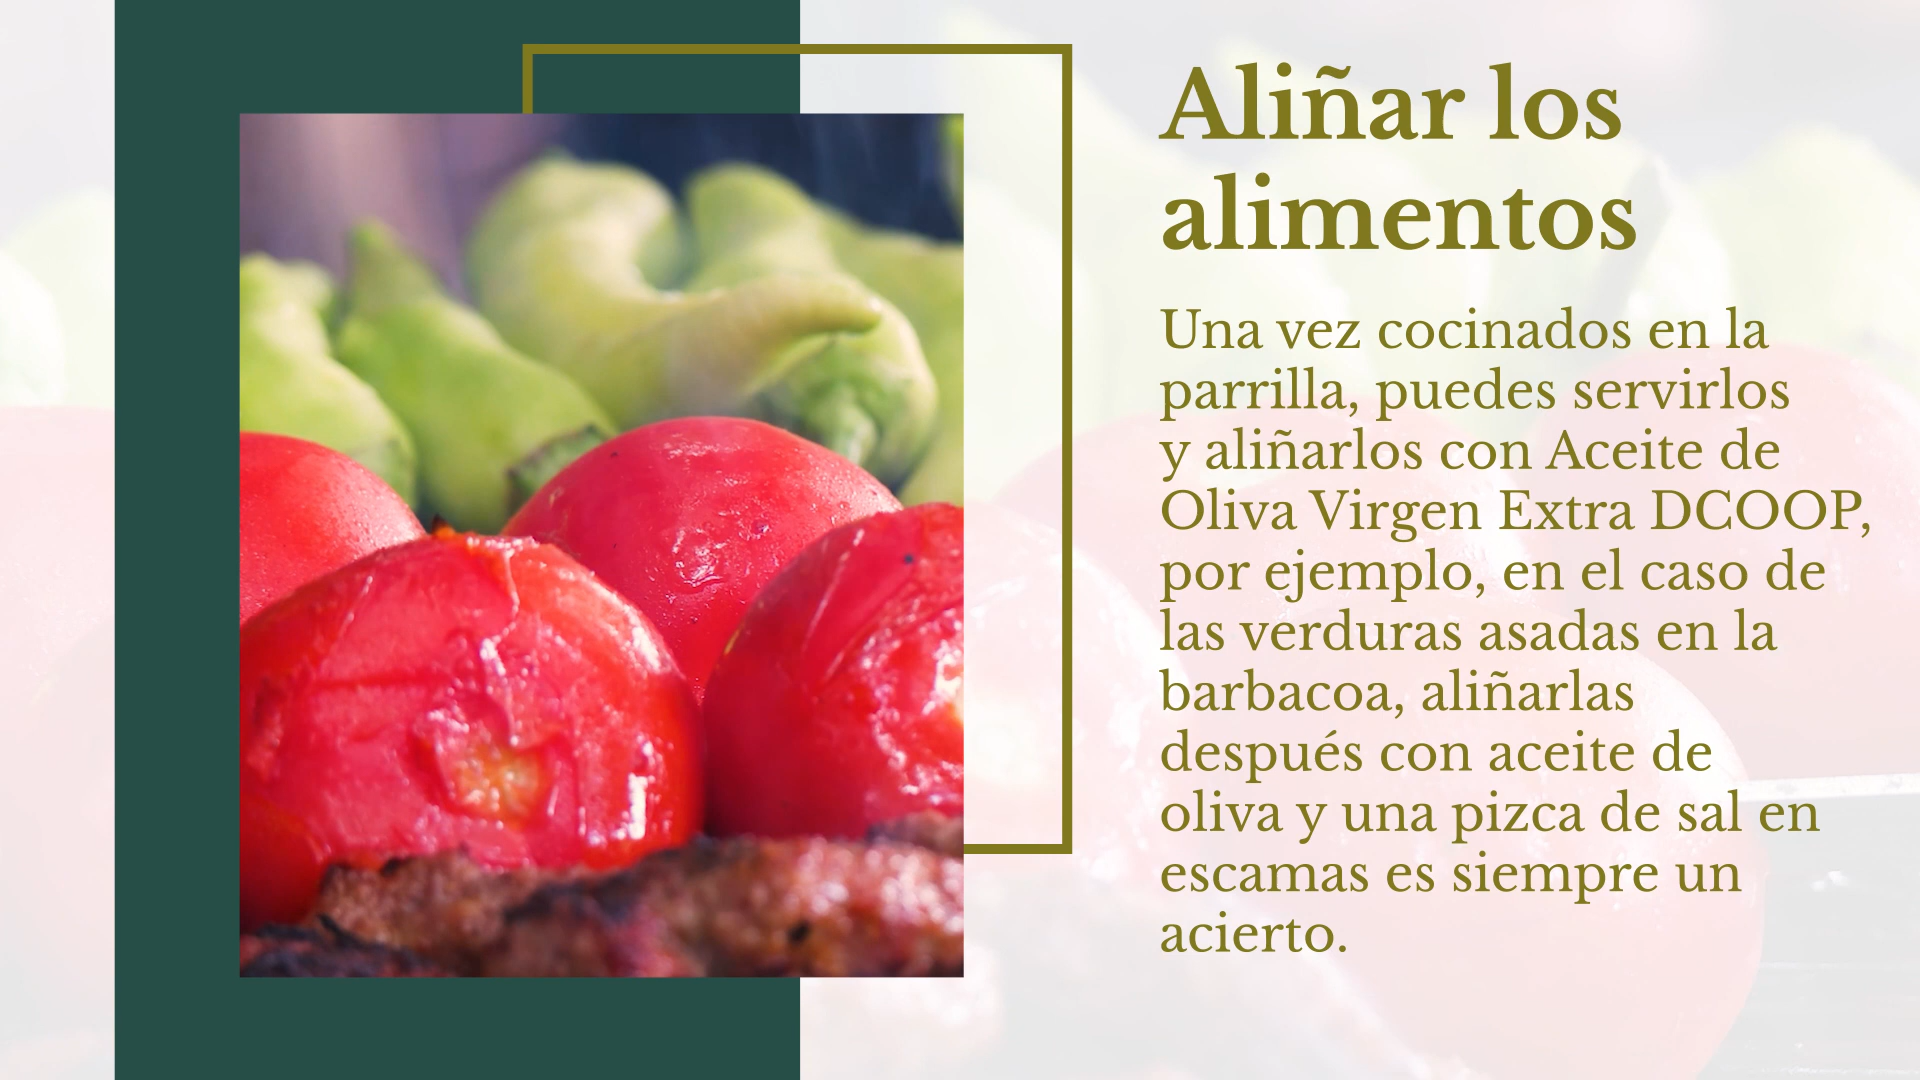 Aliñar los
alimentos
Una vez cocinados en la
parrilla, puedes servirlos
y aliñarlos con Aceite de
Oliva Virgen Extra DCOOP,
por ejemplo, en el caso de
las verduras asadas en la
barbacoa, aliñarlas
después con aceite de
oliva y una pizca de sal en
escamas es siempre un
acierto.